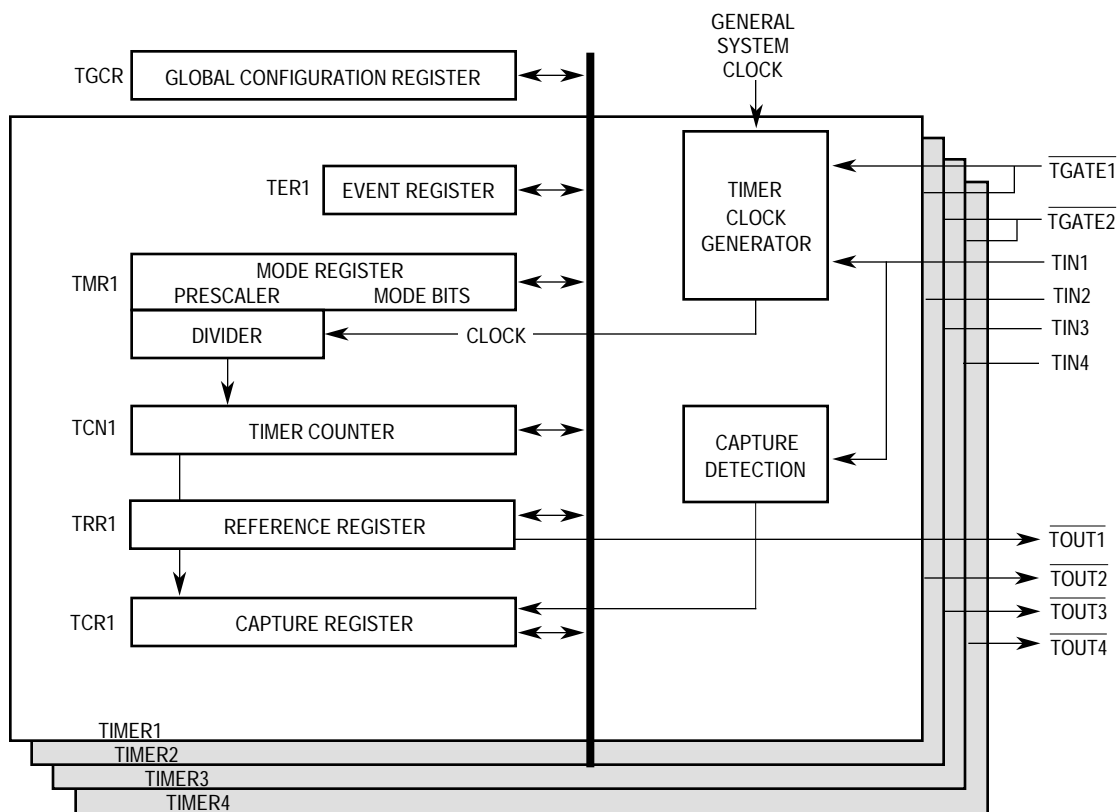 GENERAL
SYSTEM
CLOCK
TGCR
GLOBAL CONFIGURATION REGISTER
TER1
EVENT REGISTER
TIMER
CLOCK
GENERATOR
TGATE1
TGATE2
TMR1
MODE REGISTER
PRESCALER MODE BITS
TIN1
TIN2
TIN3
TIN4
DIVIDER
CLOCK
TCN1
TIMER COUNTER
CAPTURE
DETECTION
TRR1
REFERENCE REGISTER
TOUT1
TOUT2
TOUT3
TOUT4
TCR1
CAPTURE REGISTER
TIMER1
TIMER2
TIMER3
TIMER4